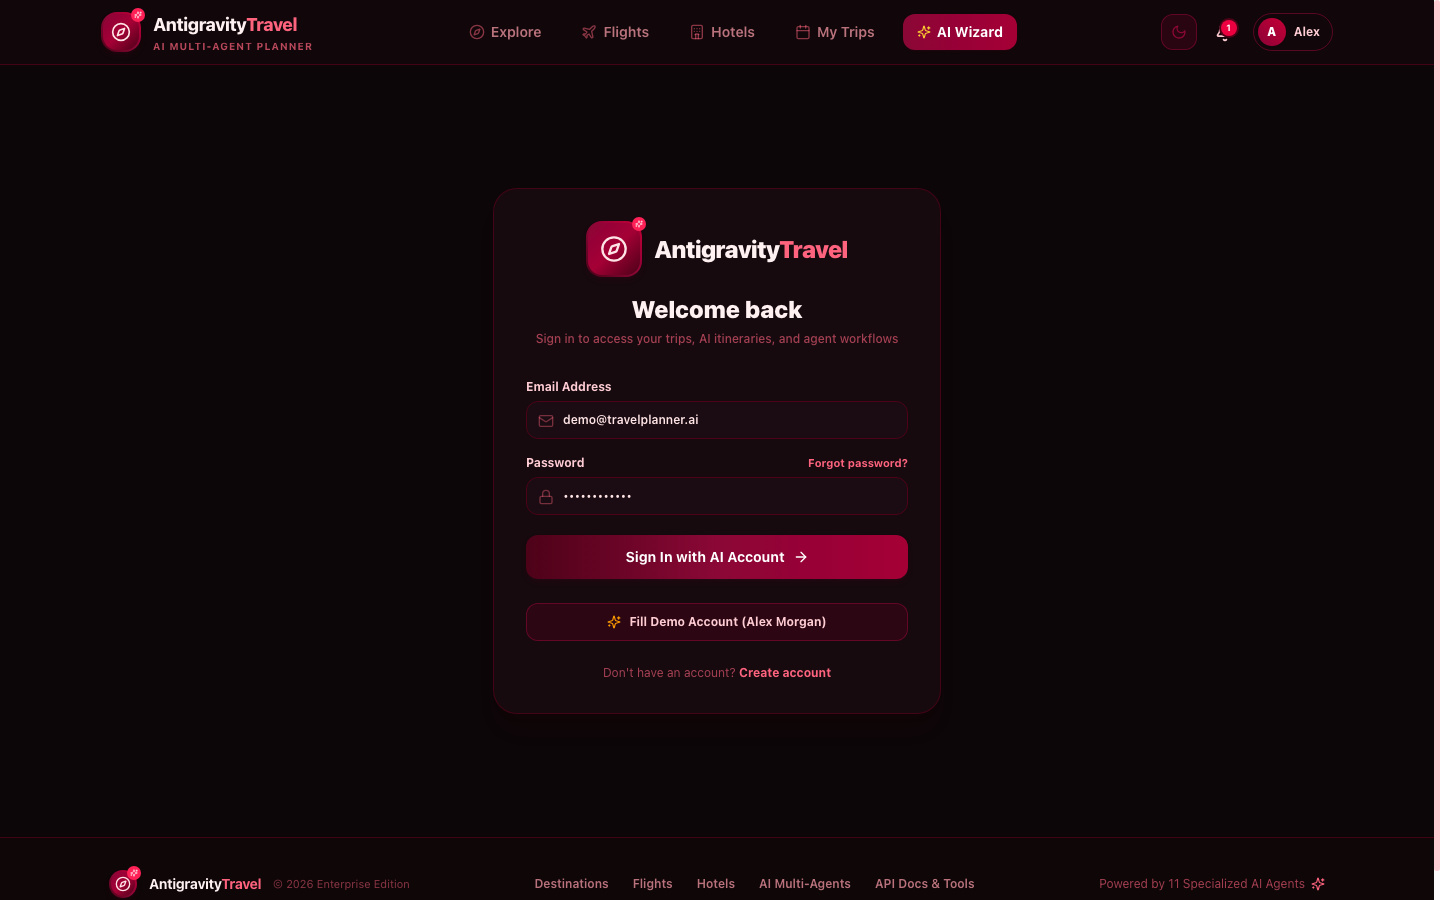 AntigravityTravel
AI MULTI-AGENT PLANNER
Explore
Flights
Hotels
My Trips
AI Wizard
1
A
Alex
AntigravityTravel
Welcome back
Sign in to access your trips, AI itineraries, and agent workflows
Email Address
demo@travelplanner.ai
Password
Forgot password?
••••••••••••
Sign In with AI Account
Fill Demo Account (Alex Morgan)
Don't have an account? Create account
AntigravityTravel
© 2026 Enterprise Edition
Destinations
Flights
Hotels
AI Multi-Agents
API Docs & Tools
Powered by 11 Specialized AI Agents